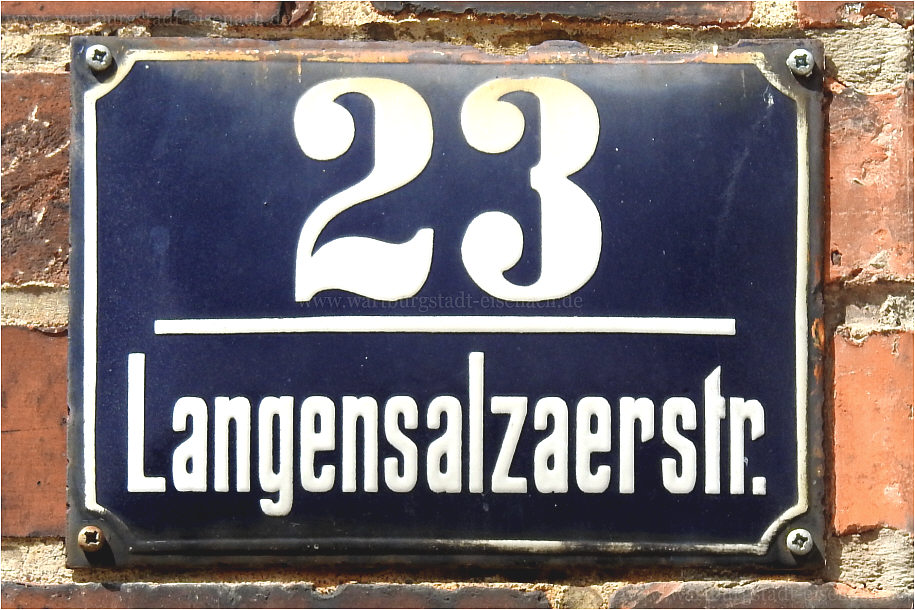 23
www.wartburgstadt-eisenach.de
Langensalzaerstr.